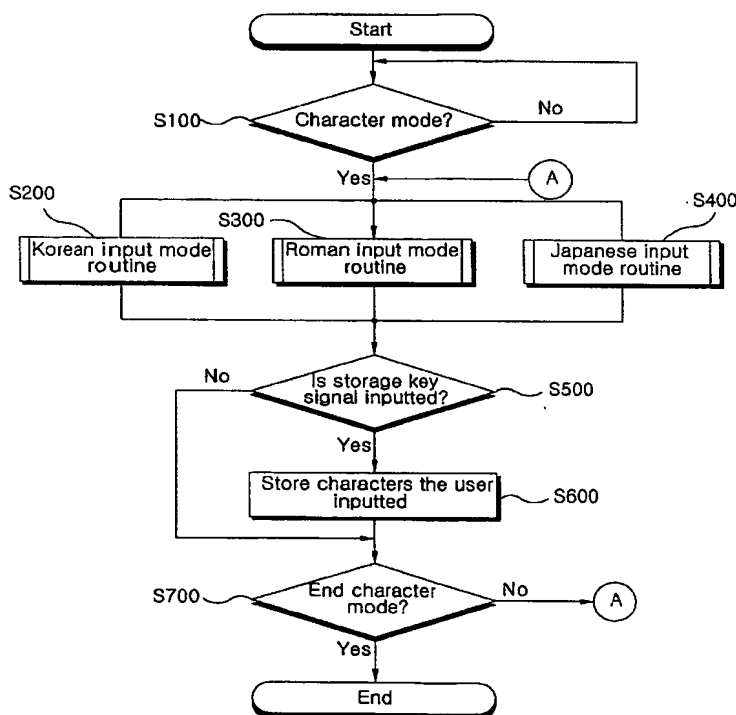 Start
S100
Character mode?
No
Yes
A
S200
S300
S400
Korean input mode
routine
Roman input mode
routine
Japanese input
mode routine
No
Is storage key
signal inputted?
S500
Yes
Store characters the user
inputted
S600
S700
End character
mode?
No
A
Yes
End